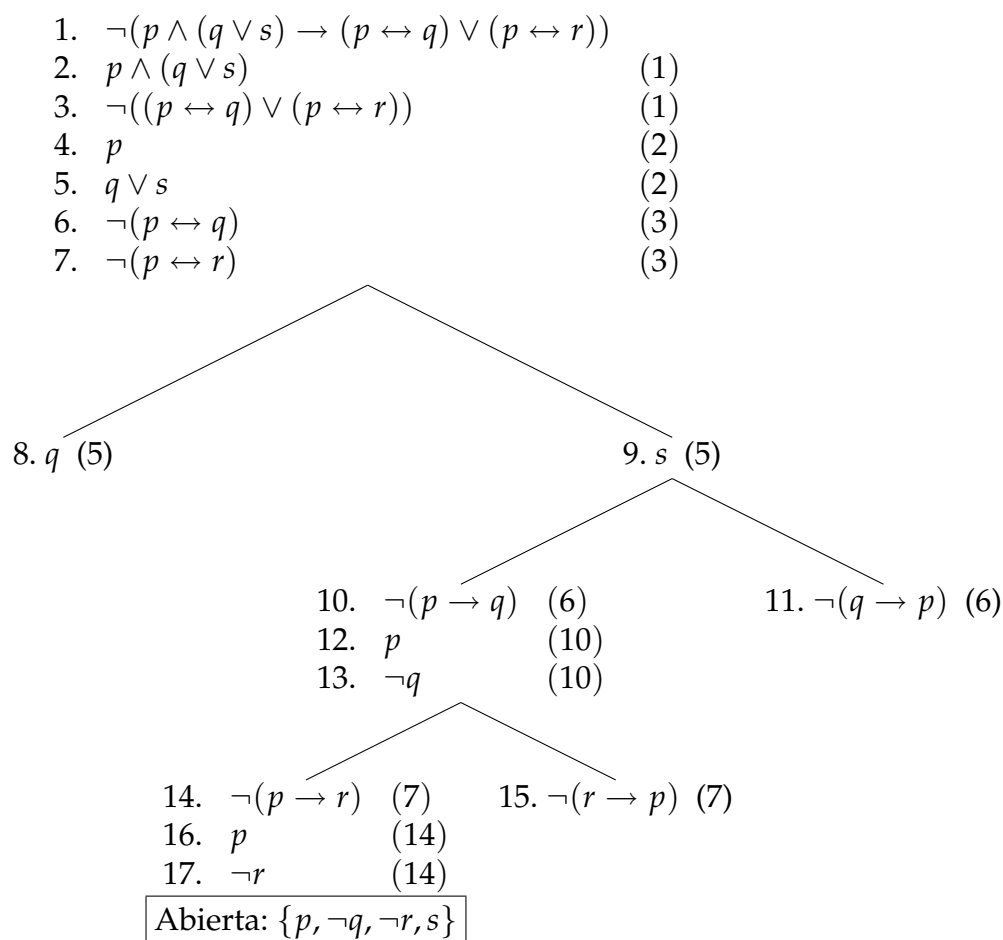 1. ¬(p ∧ (q ∨ s) → (p ↔ q) ∨ (p ↔ r))
2. p ∧ (q ∨ s) (1)
3. ¬((p ↔ q) ∨ (p ↔ r)) (1)
4. p (2)
5. q ∨ s (2)
6. ¬(p ↔ q) (3)
7. ¬(p ↔ r) (3)
8. q (5) 9. s (5)
10. ¬(p → q) (6) 11. ¬(q → p) (6)
12. p (10)
13. ¬q (10)
14. ¬(p → r) (7) 15. ¬(r → p) (7)
16. p (14)
17. ¬r (14)
Abierta: {p, ¬q, ¬r, s}